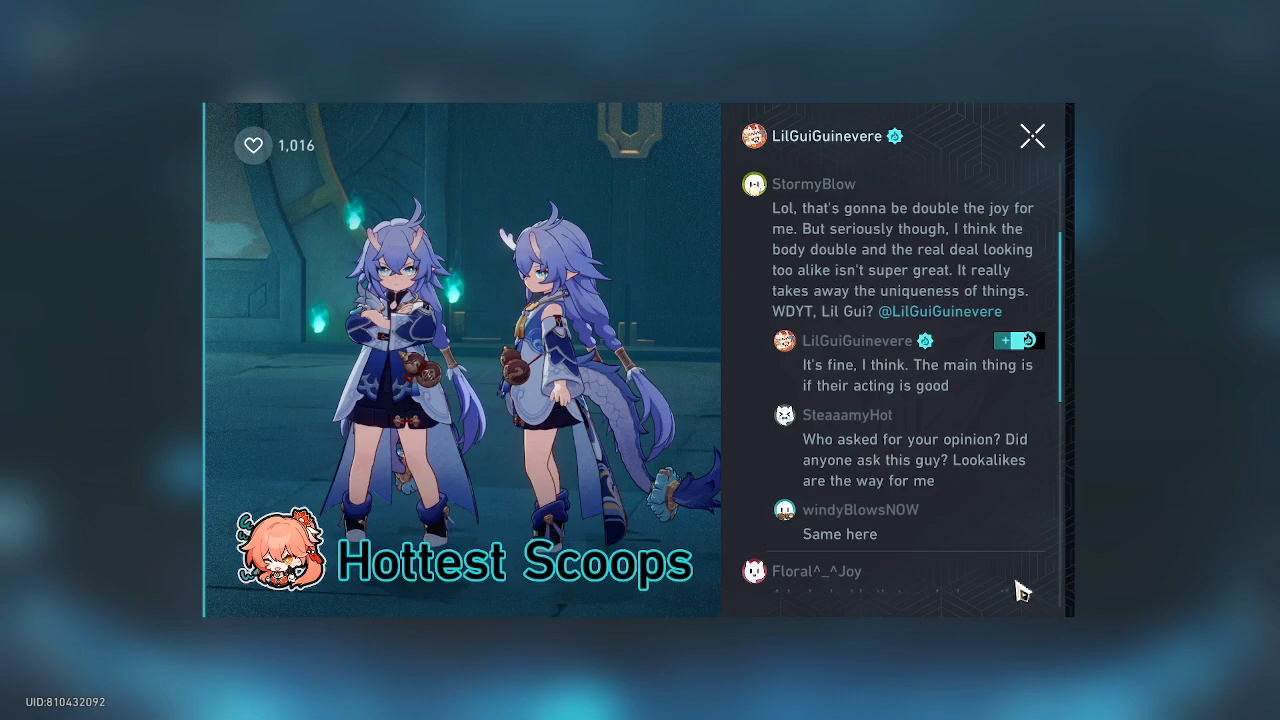 1,016
LilGuiGuinevere
StormyBlow
Lol, that's gonna be double the joy for
me. But seriously though, I think the
body double and the real deal looking
too alike isn't super great. It really
takes away the uniqueness of things.
WDYT, Lil Gui? @LilGuiGuinevere
LilGuiGuinevere
It's fine, I think. The main thing is
if their acting is good
SteaaamyHot
Who asked for your opinion? Did
anyone ask this guy? Lookalikes
are the way for me
windyBlowsNOW
Same here
Floral^_^Joy
Hottest Scoops
UID:810432092